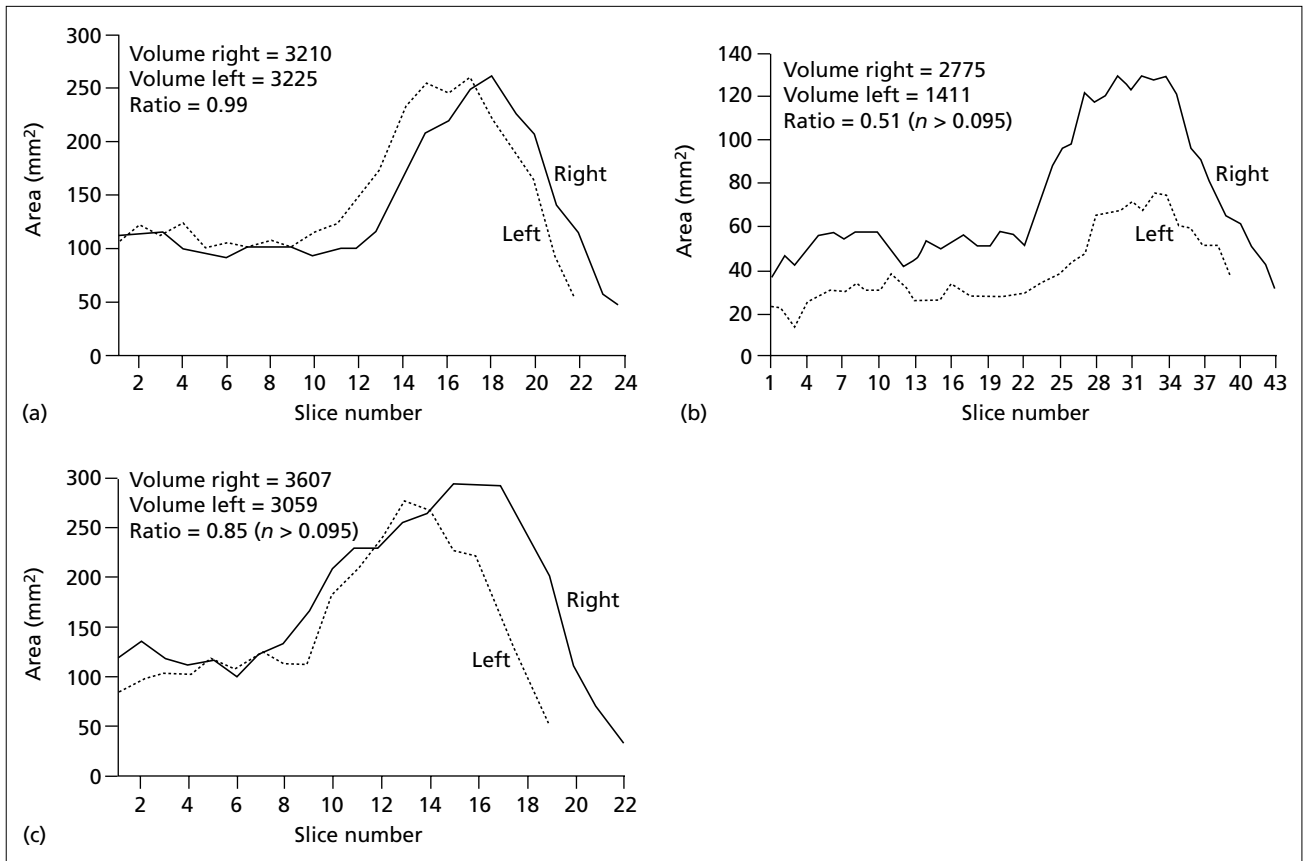 300
250
200
150
100
50
0
Area (mm²)
Volume right = 3210
Volume left = 3225
Ratio = 0.99
Right
Left
2 4 6 8 10 12 14 16 18 20 22 24
(a)
Slice number
140
120
100
80
60
40
20
0
Area (mm²)
Volume right = 2775
Volume left = 1411
Ratio = 0.51 (n > 0.095)
Right
Left
1 4 7 10 13 16 19 22 25 28 31 34 37 40 43
(b)
Slice number
300
250
200
150
100
50
0
Area (mm²)
Volume right = 3607
Volume left = 3059
Ratio = 0.85 (n > 0.095)
Right
Left
2 4 6 8 10 12 14 16 18 20 22
(c)
Slice number